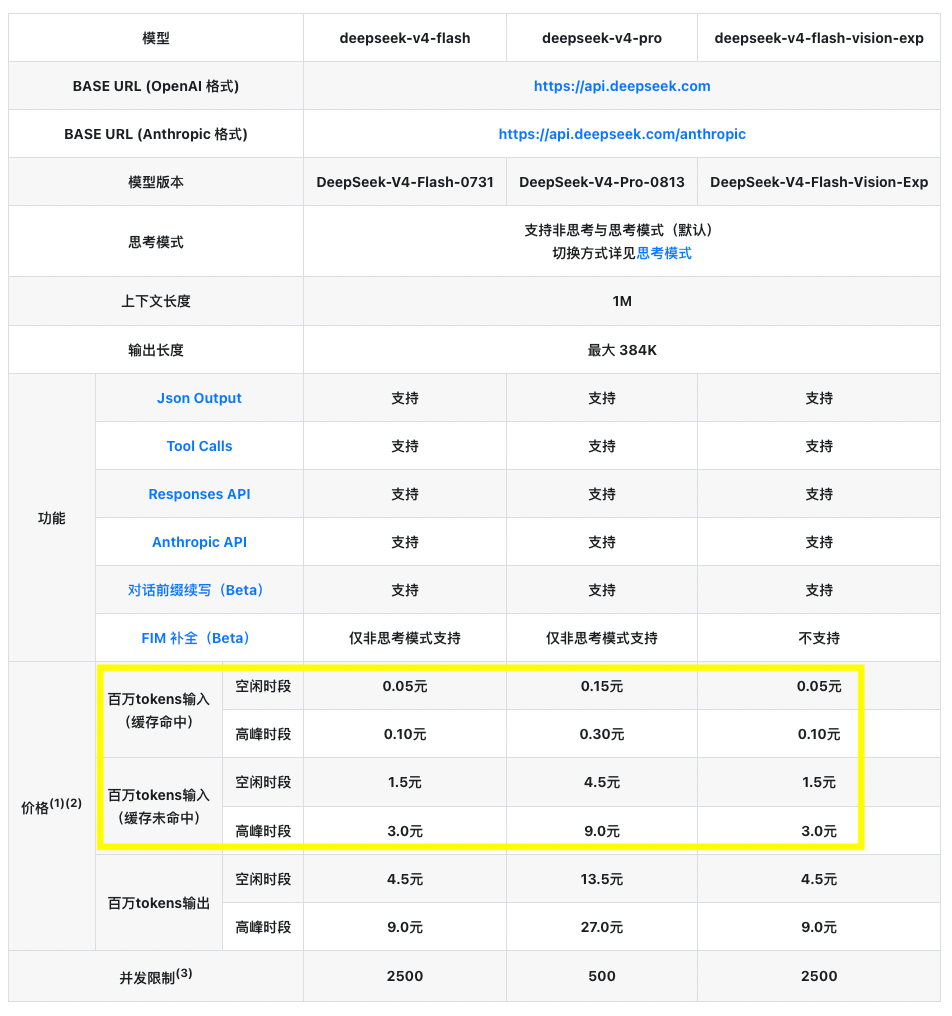 模型 deepseek-v4-flash deepseek-v4-pro deepseek-v4-flash-vision-exp
BASE URL (OpenAI 格式) https://api.deepseek.com
BASE URL (Anthropic 格式) https://api.deepseek.com/anthropic
模型版本 DeepSeek-V4-Flash-0731 DeepSeek-V4-Pro-0813 DeepSeek-V4-Flash-Vision-Exp
思考模式 支持非思考与思考模式（默认）
切换方式详见思考模式
上下文长度 1M
输出长度 最大 384K
功能
Json Output 支持 支持 支持
Tool Calls 支持 支持 支持
Responses API 支持 支持 支持
Anthropic API 支持 支持 支持
对话前缀续写（Beta） 支持 支持 支持
FIM 补全（Beta） 仅非思考模式支持 仅非思考模式支持 不支持
价格(1)(2)
百万tokens输入
（缓存命中）
空闲时段 0.05元 0.15元 0.05元
高峰时段 0.10元 0.30元 0.10元
百万tokens输入
（缓存未命中）
空闲时段 1.5元 4.5元 1.5元
高峰时段 3.0元 9.0元 3.0元
百万tokens输出
空闲时段 4.5元 13.5元 4.5元
高峰时段 9.0元 27.0元 9.0元
并发限制(3) 2500 500 2500